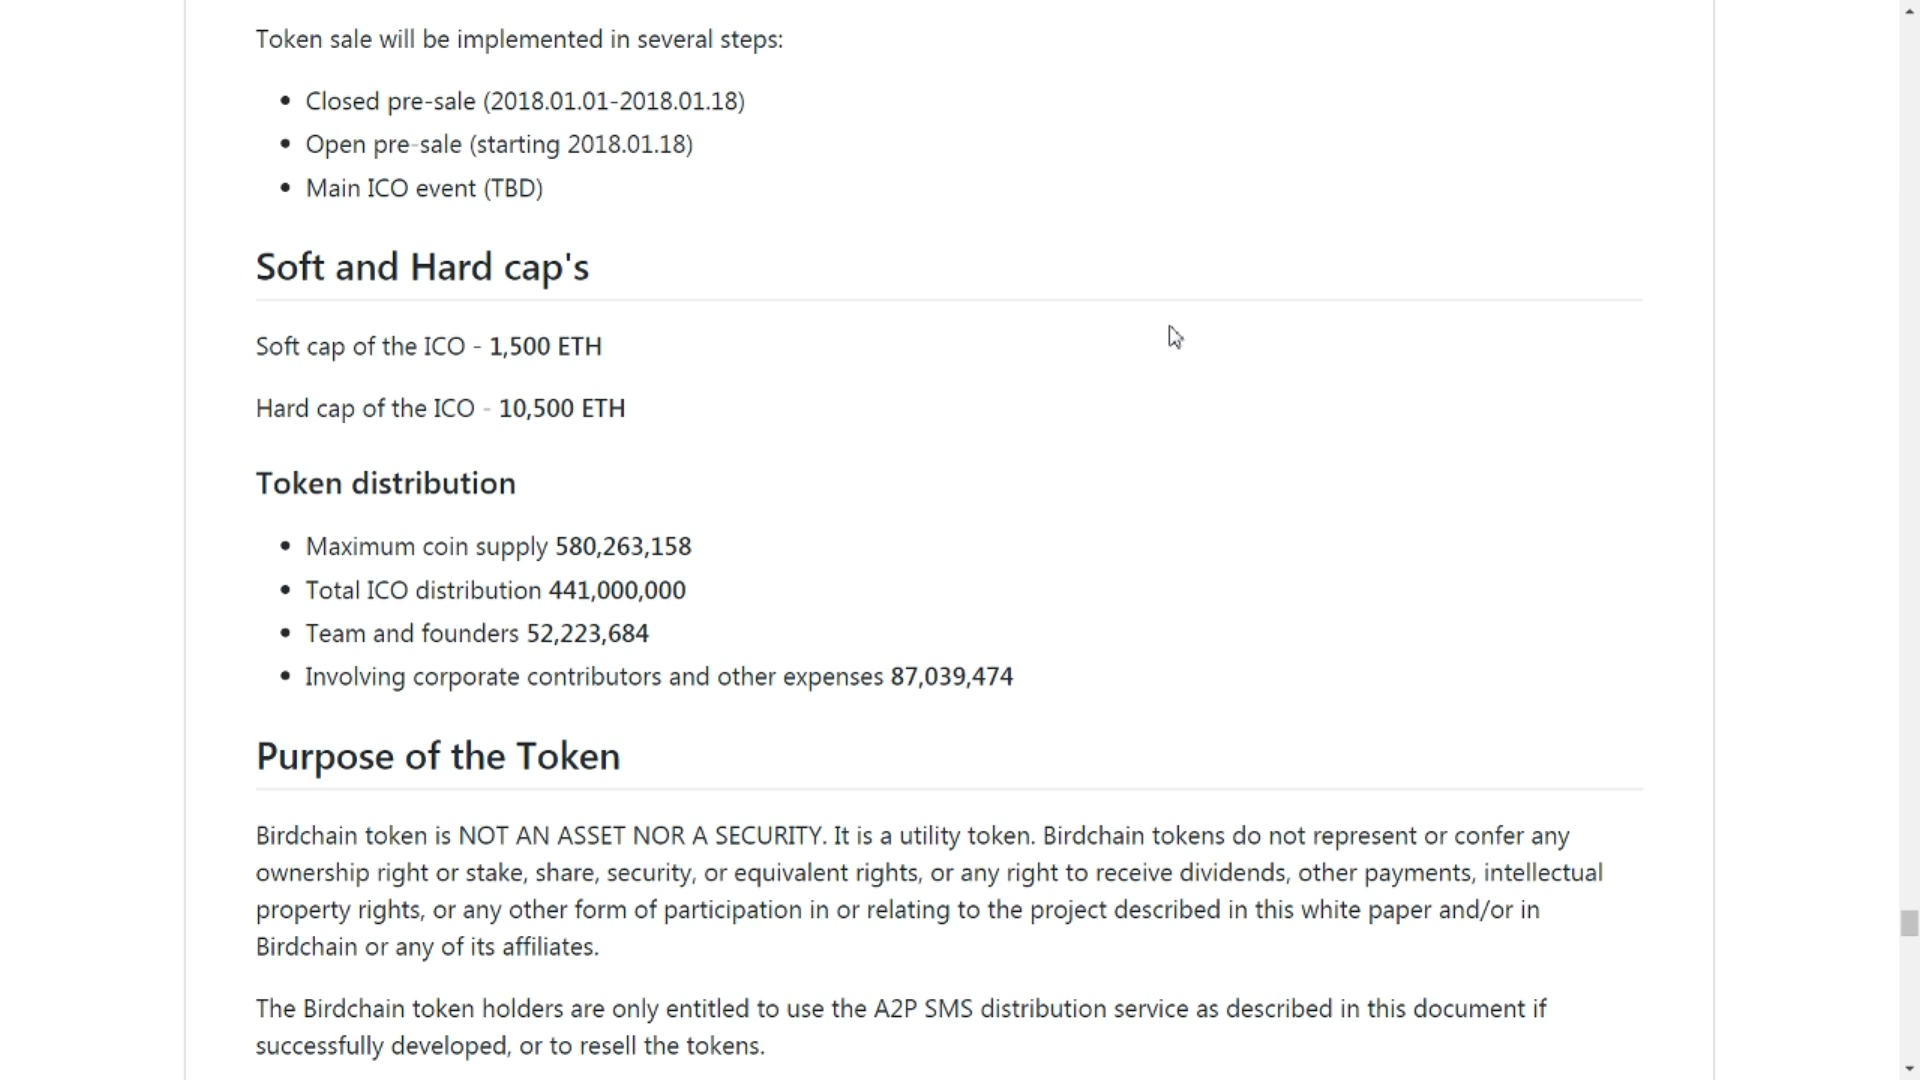 Token sale will be implemented in several steps:
• Closed pre-sale (2018.01.01-2018.01.18)
• Open pre-sale (starting 2018.01.18)
• Main ICO event (TBD)
Soft and Hard cap's
Soft cap of the ICO - 1,500 ETH
Hard cap of the ICO - 10,500 ETH
Token distribution
• Maximum coin supply 580,263,158
• Total ICO distribution 441,000,000
• Team and founders 52,223,684
• Involving corporate contributors and other expenses 87,039,474
Purpose of the Token
Birdchain token is NOT AN ASSET NOR A SECURITY. It is a utility token. Birdchain tokens do not represent or confer any
ownership right or stake, share, security, or equivalent rights, or any right to receive dividends, other payments, intellectual
property rights, or any other form of participation in or relating to the project described in this white paper and/or in
Birdchain or any of its affiliates.
The Birdchain token holders are only entitled to use the A2P SMS distribution service as described in this document if
successfully developed, or to resell the tokens.